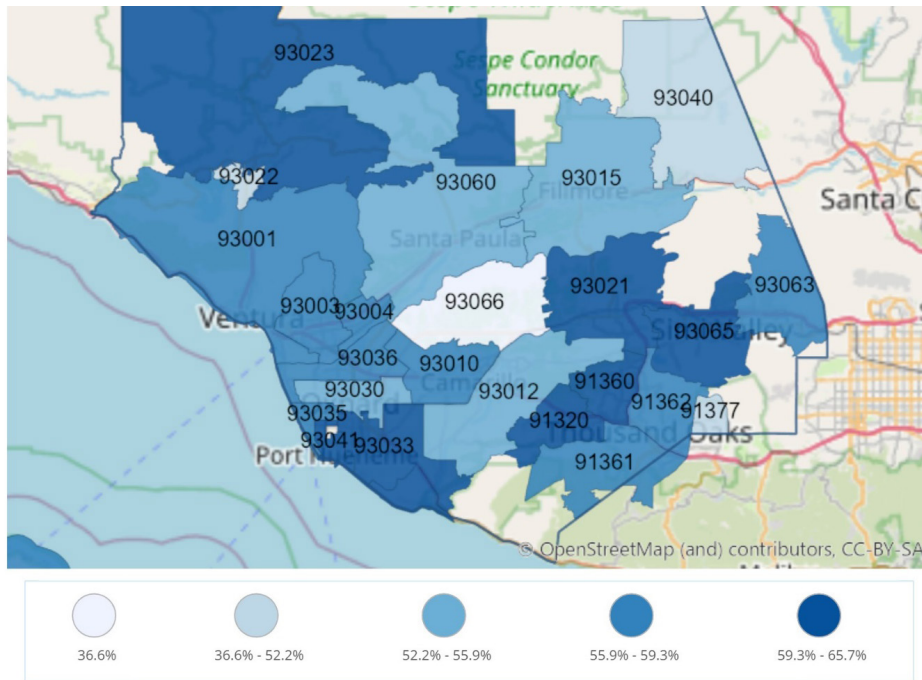 93023
Sespe Condor
Sanctuary
93040
93022
93060
93015
Fillmore
Santa C
93001
Santa Paula
93021
93063
93066
93003
93004
Ventura
93065
93036
93010
93030
93012
91360
Camarillo
91362
91377
93035
91320
93041
93033
Thousand Oaks
Port Hueneme
91361
© OpenStreetMap (and) contributors, CC-BY-SA
36.6%
36.6% - 52.2%
52.2% - 55.9%
55.9% - 59.3%
59.3% - 65.7%